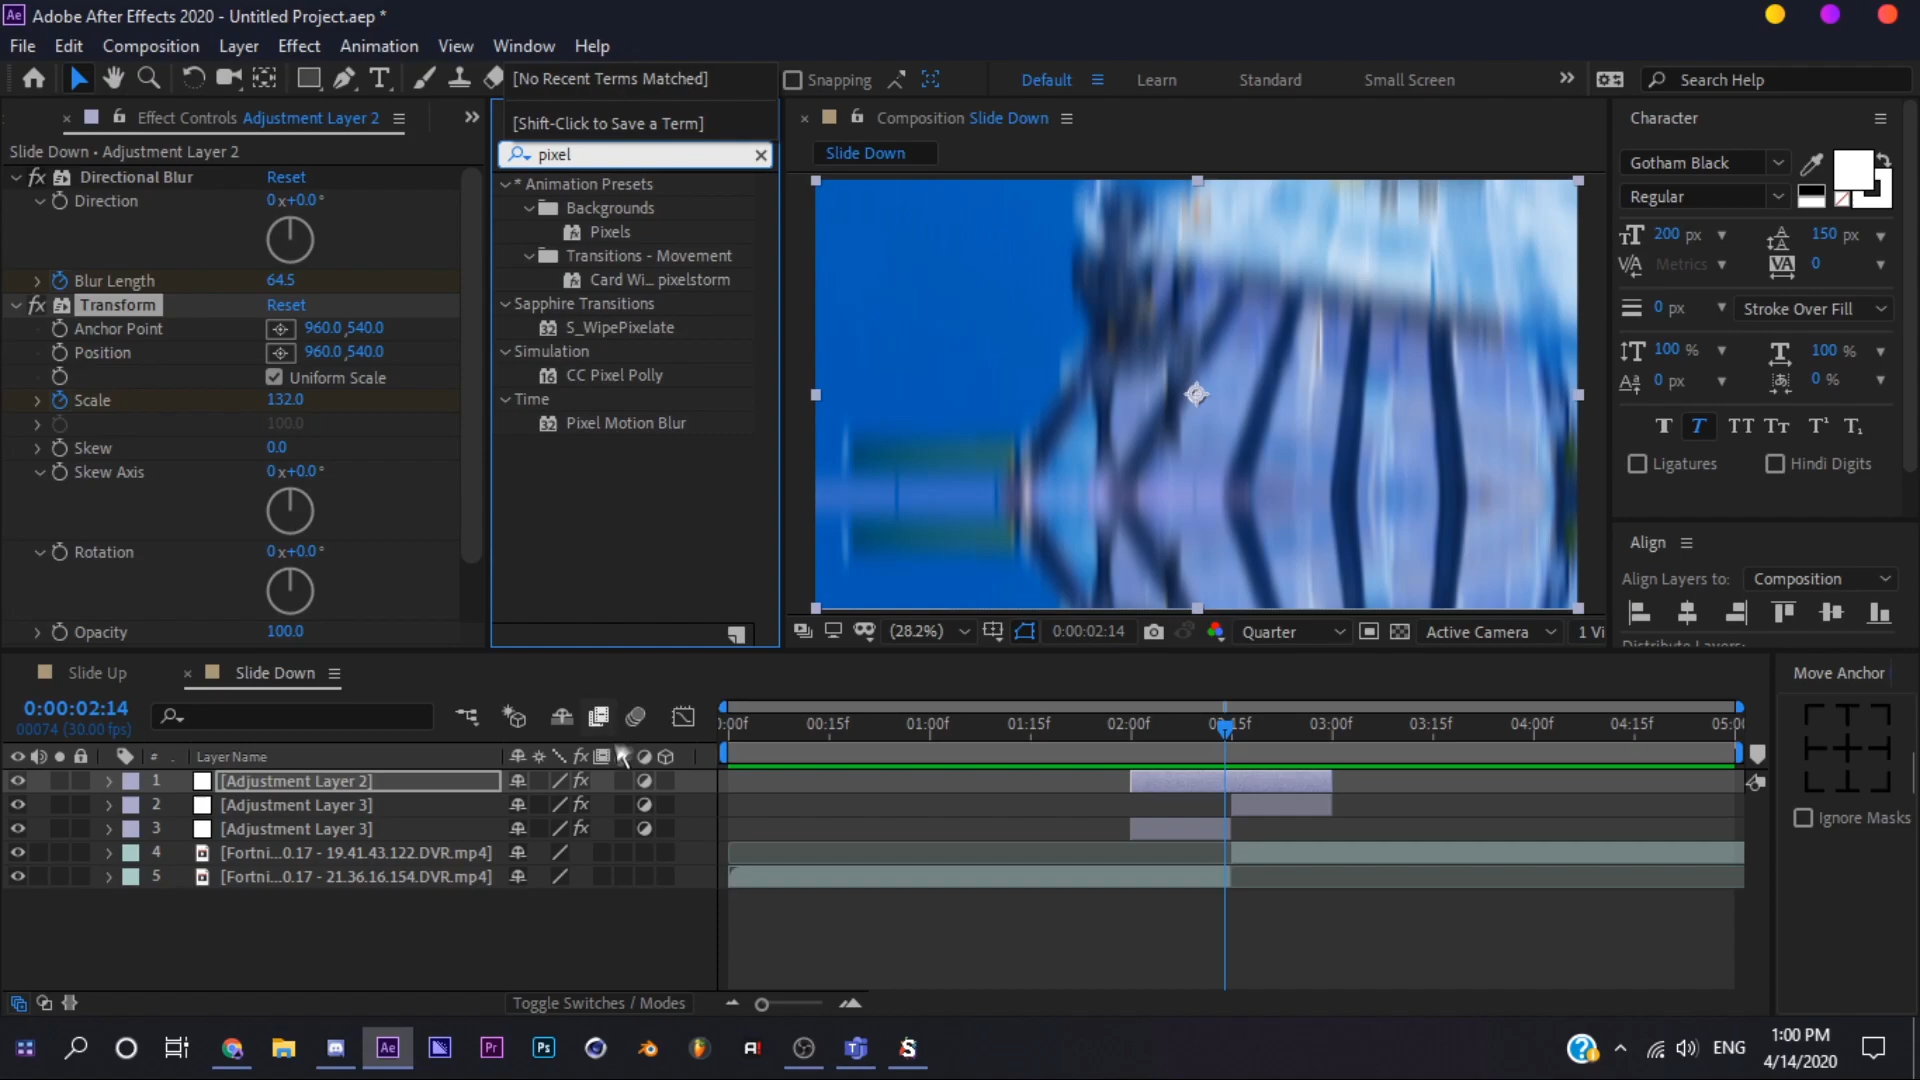 Adobe After Effects 2020 - Untitled Project.aep *
File Edit Composition Layer Effect Animation View Window Help
[No Recent Terms Matched]
Snapping
Default
Learn
Standard
Small Screen
Search Help
Effect Controls Adjustment Layer 2
[Shift-Click to Save a Term]
Composition Slide Down
Character
Slide Down • Adjustment Layer 2
pixel
Slide Down
Gotham Black
Regular
Directional Blur Reset
Direction 0 x+0.0°
Blur Length 64.5
Transform Reset
Anchor Point 960.0,540.0
Position 960.0,540.0
Uniform Scale
Scale 132.0
100.0
Skew 0.0
Skew Axis 0 x+0.0°
Rotation 0 x+0.0°
Opacity 100.0
* Animation Presets
Backgrounds
Pixels
Transitions - Movement
Card Wi... pixelstorm
Sapphire Transitions
S_WipePixelate
Simulation
CC Pixel Polly
Time
Pixel Motion Blur
200 px 150 px
Metrics 0
0 px Stroke Over Fill
100 % 100 %
0 px 0 %
Ligatures Hindi Digits
Align
Align Layers to: Composition
(28.2%) 0:00:02:14 Quarter Active Camera 1 Vi
Slide Up
Slide Down
Move Anchor
0:00:02:14
00074 (30.00 fps)
:00f 00:15f 01:00f 01:15f 02:00f 02:15f 03:00f 03:15f 04:00f 04:15f 05:00
# . Layer Name
1 [Adjustment Layer 2]
2 [Adjustment Layer 3]
3 [Adjustment Layer 3]
4 [Fortni...0.17 - 19.41.43.122.DVR.mp4]
5 [Fortni...0.17 - 21.36.16.154.DVR.mp4]
Ignore Masks
Toggle Switches / Modes
ENG
1:00 PM
4/14/2020